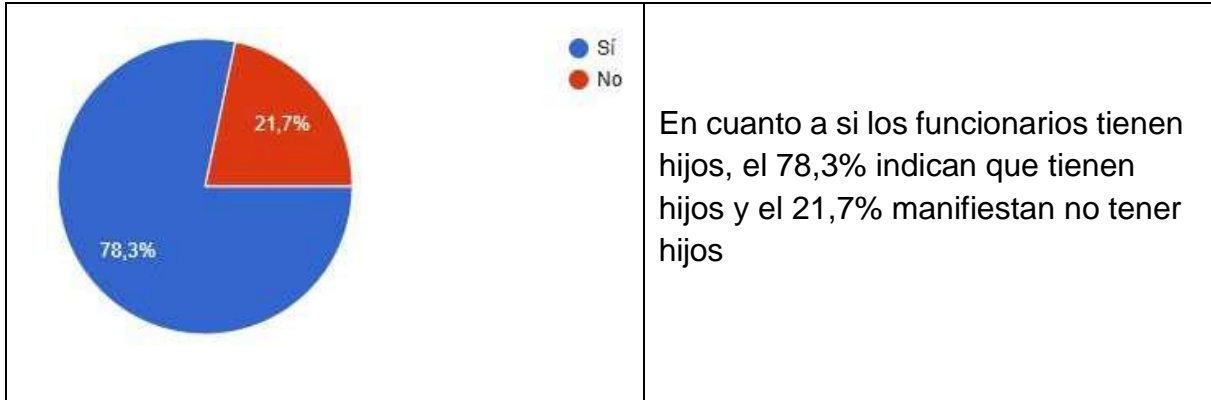 Sí
No
21,7%
78,3%
En cuanto a si los funcionarios tienen
hijos, el 78,3% indican que tienen
hijos y el 21,7% manifiestan no tener
hijos